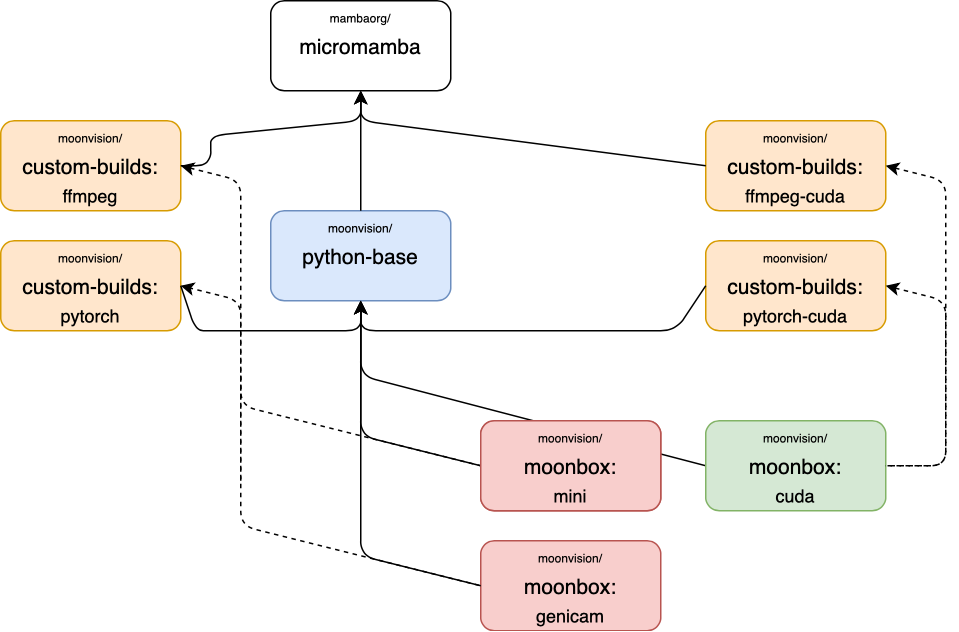 mambaorg/
micromamba
moonvision/
custom-builds:
ffmpeg
moonvision/
custom-builds:
ffmpeg-cuda
moonvision/
python-base
moonvision/
custom-builds:
pytorch
moonvision/
custom-builds:
pytorch-cuda
moonvision/
moonbox:
mini
moonvision/
moonbox:
cuda
moonvision/
moonbox:
genicam